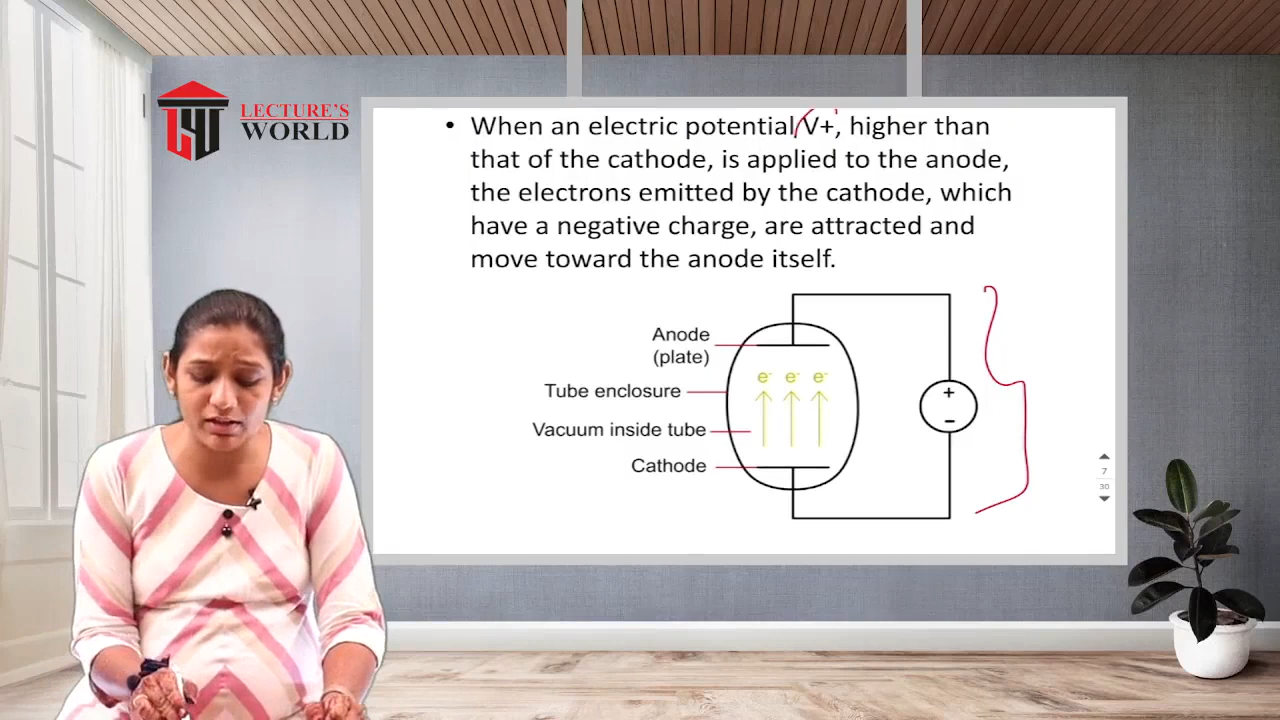 LECTURE'S
WORLD
• When an electric potential, V+, higher than
that of the cathode, is applied to the anode,
the electrons emitted by the cathode, which
have a negative charge, are attracted and
move toward the anode itself.
Anode
(plate)
Tube enclosure
Vacuum inside tube
Cathode
e- e- e-
+
-
7
30